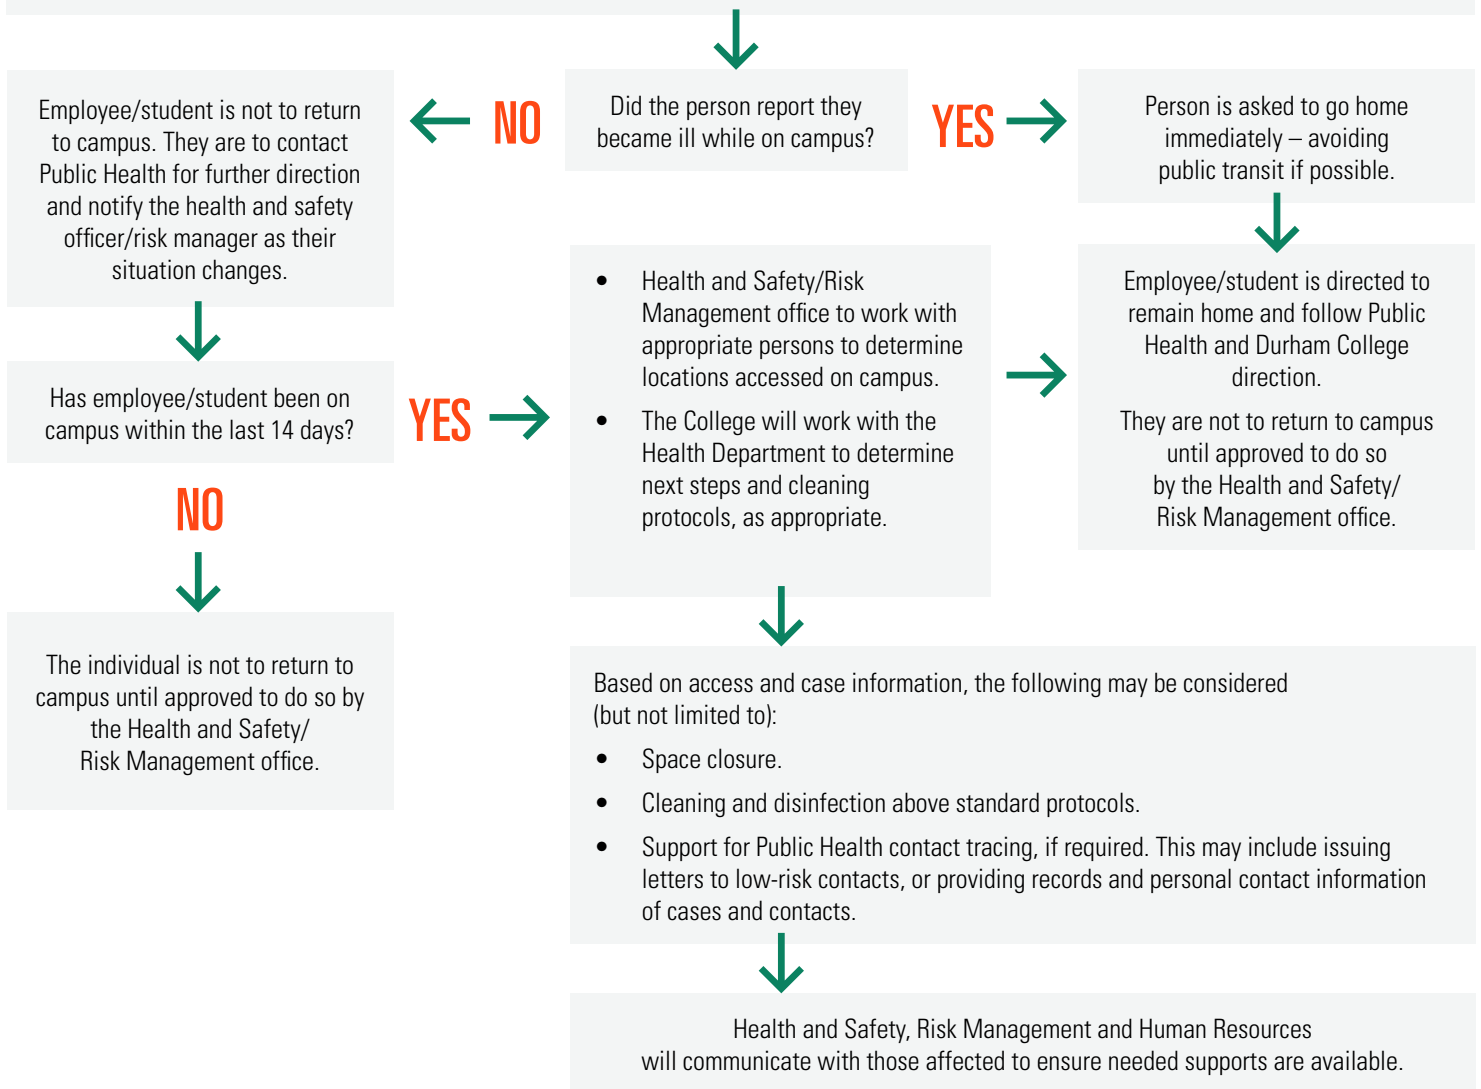 Did the person report they
became ill while on campus?
NO
YES
Employee/student is not to return
to campus. They are to contact
Public Health for further direction
and notify the health and safety
officer/risk manager as their
situation changes.
Person is asked to go home
immediately – avoiding
public transit if possible.
Has employee/student been on
campus within the last 14 days?
YES
NO
• Health and Safety/Risk
Management office to work with
appropriate persons to determine
locations accessed on campus.
• The College will work with the
Health Department to determine
next steps and cleaning
protocols, as appropriate.
Employee/student is directed to
remain home and follow Public
Health and Durham College
direction.
They are not to return to campus
until approved to do so
by the Health and Safety/
Risk Management office.
The individual is not to return to
campus until approved to do so by
the Health and Safety/
Risk Management office.
Based on access and case information, the following may be considered
(but not limited to):
• Space closure.
• Cleaning and disinfection above standard protocols.
• Support for Public Health contact tracing, if required. This may include issuing
letters to low-risk contacts, or providing records and personal contact information
of cases and contacts.
Health and Safety, Risk Management and Human Resources
will communicate with those affected to ensure needed supports are available.